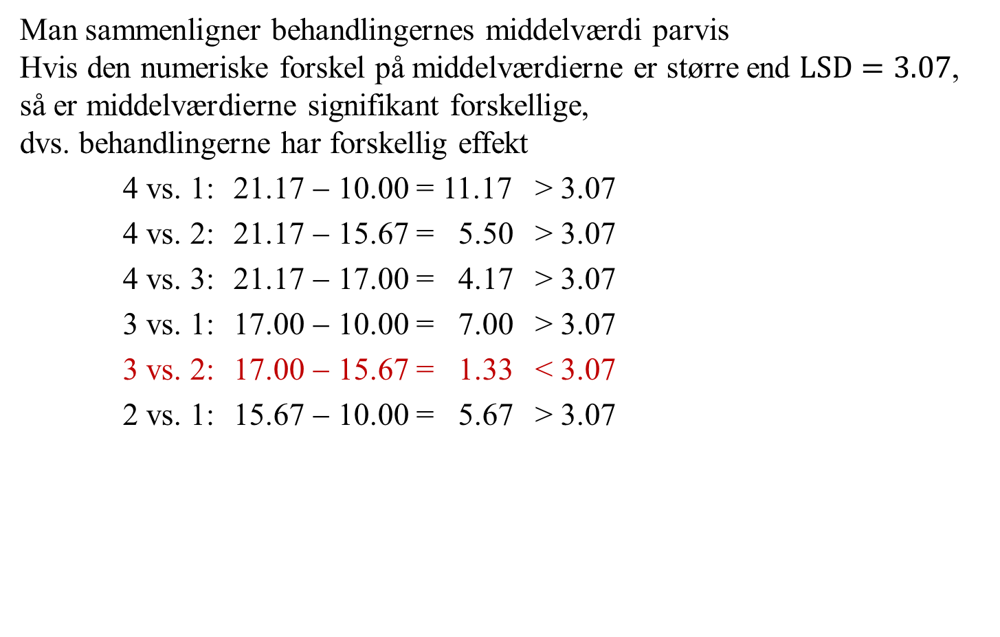 Man sammenligner behandlingernes middelværdi parvis
Hvis den numeriske forskel på middelværdierne er større end LSD = 3.07,
så er middelværdierne signifikant forskellige,
dvs. behandlingerne har forskellig effekt
4 vs. 1: 21.17 – 10.00 = 11.17 > 3.07
4 vs. 2: 21.17 – 15.67 = 5.50 > 3.07
4 vs. 3: 21.17 – 17.00 = 4.17 > 3.07
3 vs. 1: 17.00 – 10.00 = 7.00 > 3.07
3 vs. 2: 17.00 – 15.67 = 1.33 < 3.07
2 vs. 1: 15.67 – 10.00 = 5.67 > 3.07